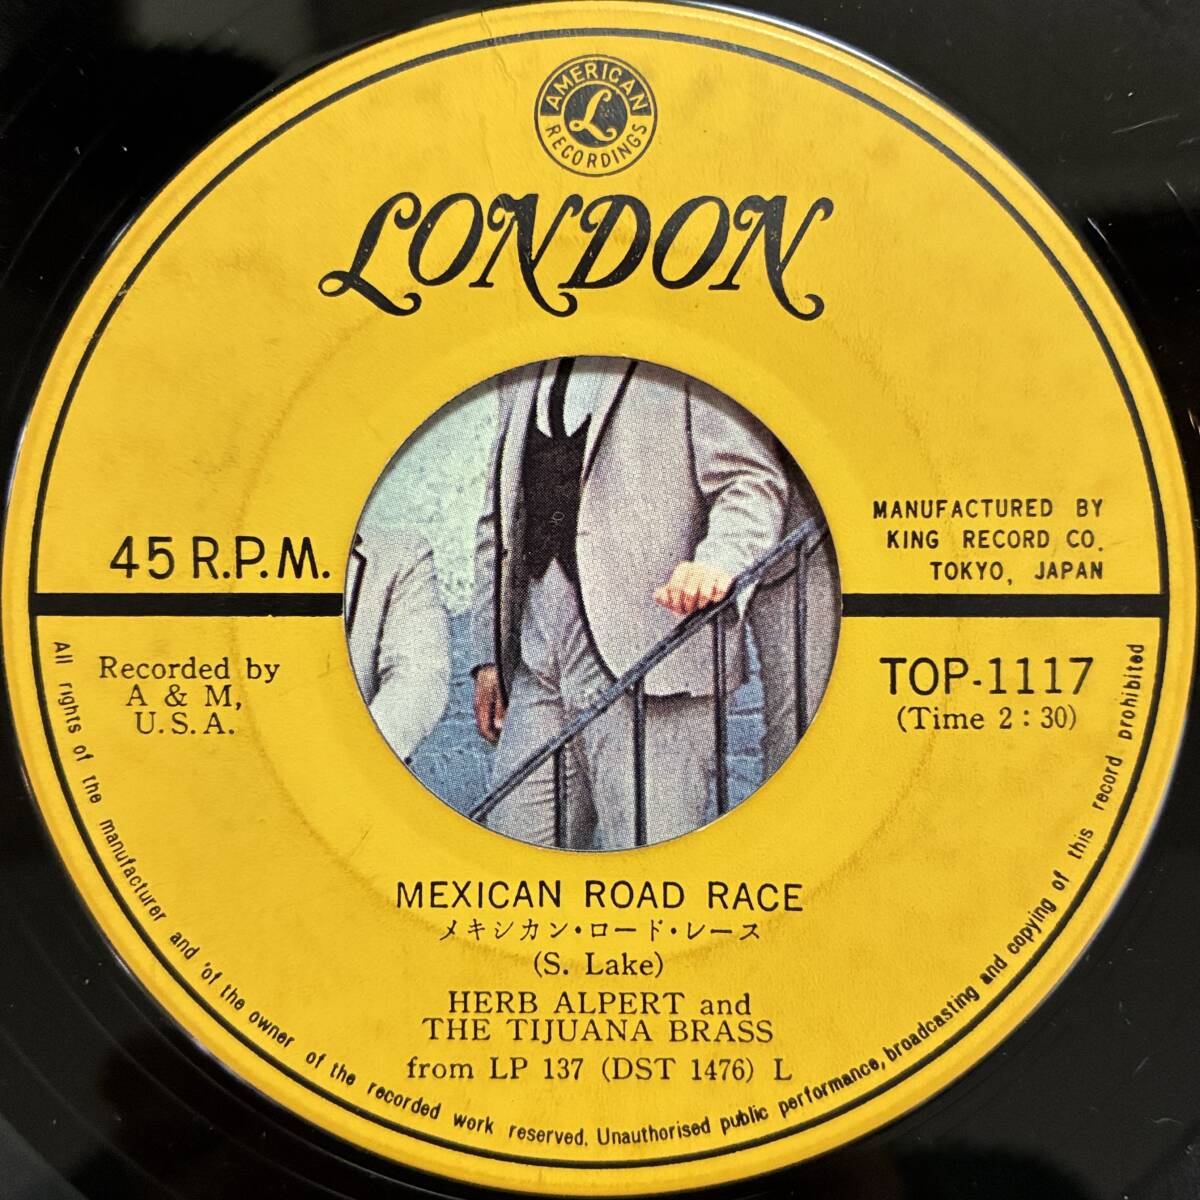 AMERICAN
L
RECORDINGS
LONDON
45 R.P.M.
MANUFACTURED BY
KING RECORD CO.
TOKYO, JAPAN
Recorded by
A & M,
U.S.A.
TOP-1117
(Time 2:30)
MEXICAN ROAD RACE
メキシカン・ロード・レース
(S. Lake)
HERB ALPERT and
THE TIJUANA BRASS
from LP 137 (DST 1476) L
All rights of the manufacturer and of the owner of the recorded work reserved. Unauthorised public performance, broadcasting and copying of this record prohibited